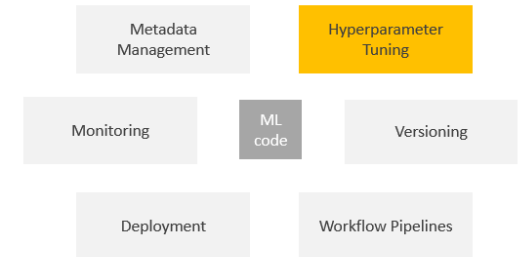 Metadata
Management
Hyperparameter
Tuning
Monitoring
ML
code
Versioning
Deployment
Workflow Pipelines